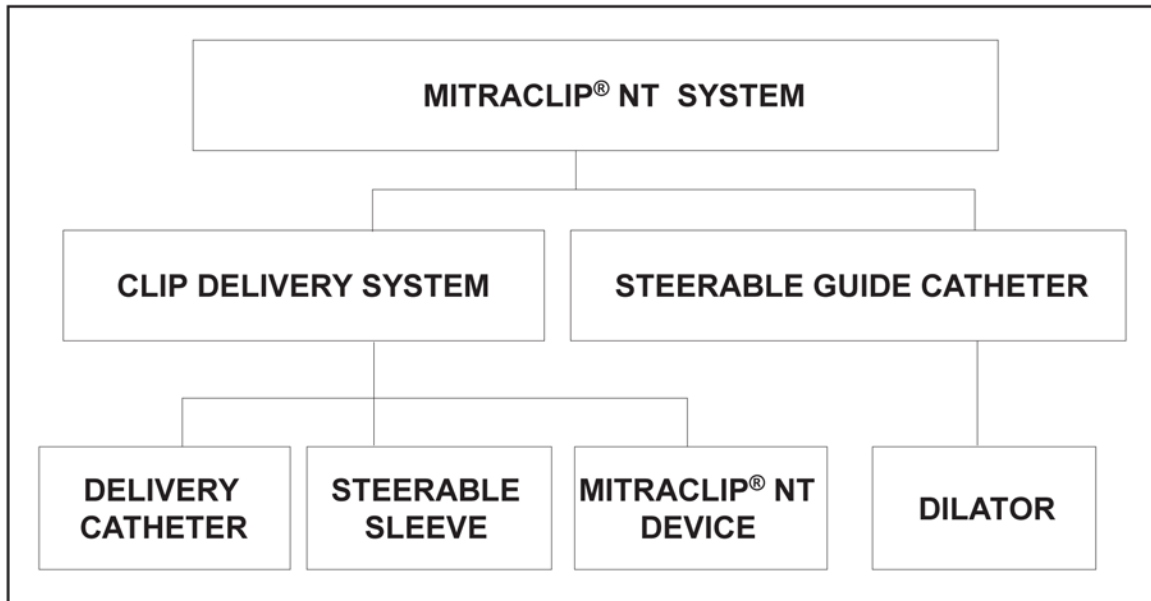 MITRACLIP® NT SYSTEM
CLIP DELIVERY SYSTEM
STEERABLE GUIDE CATHETER
DELIVERY
CATHETER
STEERABLE
SLEEVE
MITRACLIP® NT
DEVICE
DILATOR